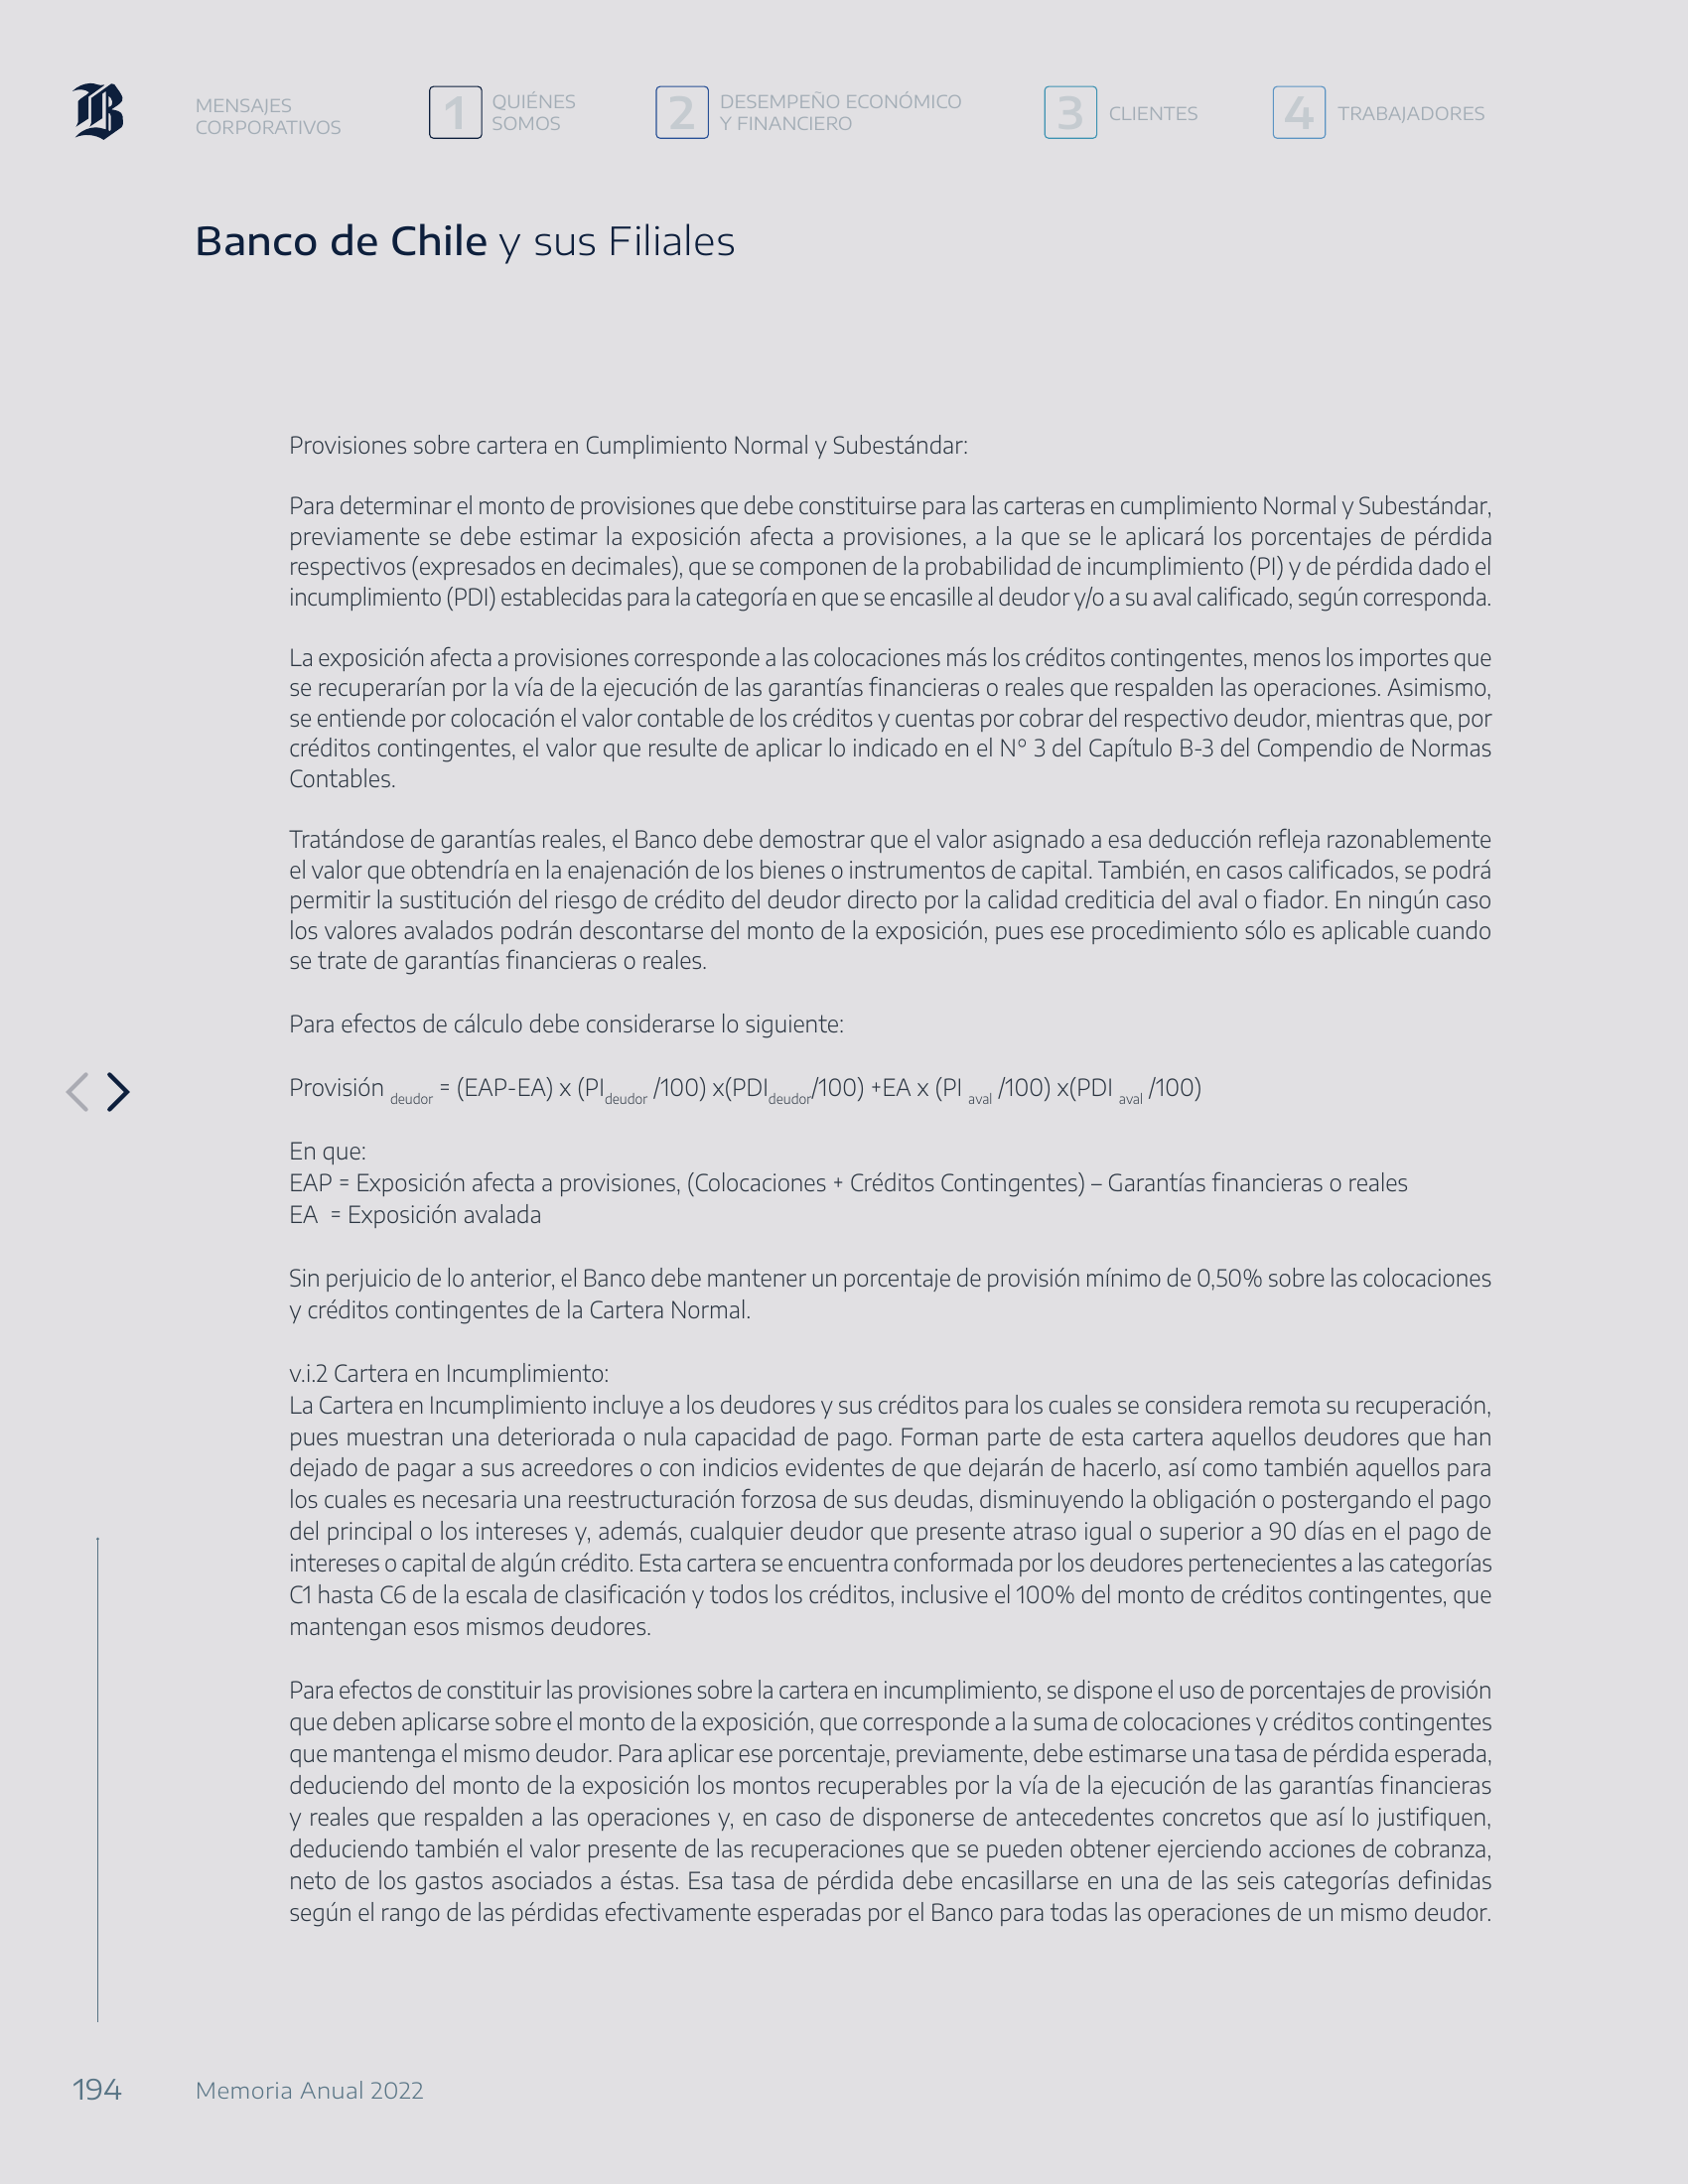 MENSAJES
CORPORATIVOS
1 QUIÉNES
SOMOS
2 DESEMPEÑO ECONÓMICO
Y FINANCIERO
3 CLIENTES
4 TRABAJADORES
Banco de Chile y sus Filiales
Provisiones sobre cartera en Cumplimiento Normal y Subestándar:
Para determinar el monto de provisiones que debe constituirse para las carteras en cumplimiento Normal y Subestándar,
previamente se debe estimar la exposición afecta a provisiones, a la que se le aplicará los porcentajes de pérdida
respectivos (expresados en decimales), que se componen de la probabilidad de incumplimiento (PI) y de pérdida dado el
incumplimiento (PDI) establecidas para la categoría en que se encasille al deudor y/o a su aval calificado, según corresponda.
La exposición afecta a provisiones corresponde a las colocaciones más los créditos contingentes, menos los importes que
se recuperarían por la vía de la ejecución de las garantías financieras o reales que respalden las operaciones. Asimismo,
se entiende por colocación el valor contable de los créditos y cuentas por cobrar del respectivo deudor, mientras que, por
créditos contingentes, el valor que resulte de aplicar lo indicado en el Nº 3 del Capítulo B-3 del Compendio de Normas
Contables.
Tratándose de garantías reales, el Banco debe demostrar que el valor asignado a esa deducción refleja razonablemente
el valor que obtendría en la enajenación de los bienes o instrumentos de capital. También, en casos calificados, se podrá
permitir la sustitución del riesgo de crédito del deudor directo por la calidad crediticia del aval o fiador. En ningún caso
los valores avalados podrán descontarse del monto de la exposición, pues ese procedimiento sólo es aplicable cuando
se trate de garantías financieras o reales.
Para efectos de cálculo debe considerarse lo siguiente:
Provisión deudor = (EAP-EA) x (PIdeudor /100) x(PDIdeudor/100) +EA x (PI aval /100) x(PDI aval /100)
En que:
EAP = Exposición afecta a provisiones, (Colocaciones + Créditos Contingentes) – Garantías financieras o reales
EA = Exposición avalada
Sin perjuicio de lo anterior, el Banco debe mantener un porcentaje de provisión mínimo de 0,50% sobre las colocaciones
y créditos contingentes de la Cartera Normal.
v.i.2 Cartera en Incumplimiento:
La Cartera en Incumplimiento incluye a los deudores y sus créditos para los cuales se considera remota su recuperación,
pues muestran una deteriorada o nula capacidad de pago. Forman parte de esta cartera aquellos deudores que han
dejado de pagar a sus acreedores o con indicios evidentes de que dejarán de hacerlo, así como también aquellos para
los cuales es necesaria una reestructuración forzosa de sus deudas, disminuyendo la obligación o postergando el pago
del principal o los intereses y, además, cualquier deudor que presente atraso igual o superior a 90 días en el pago de
intereses o capital de algún crédito. Esta cartera se encuentra conformada por los deudores pertenecientes a las categorías
C1 hasta C6 de la escala de clasificación y todos los créditos, inclusive el 100% del monto de créditos contingentes, que
mantengan esos mismos deudores.
Para efectos de constituir las provisiones sobre la cartera en incumplimiento, se dispone el uso de porcentajes de provisión
que deben aplicarse sobre el monto de la exposición, que corresponde a la suma de colocaciones y créditos contingentes
que mantenga el mismo deudor. Para aplicar ese porcentaje, previamente, debe estimarse una tasa de pérdida esperada,
deduciendo del monto de la exposición los montos recuperables por la vía de la ejecución de las garantías financieras
y reales que respalden a las operaciones y, en caso de disponerse de antecedentes concretos que así lo justifiquen,
deduciendo también el valor presente de las recuperaciones que se pueden obtener ejerciendo acciones de cobranza,
neto de los gastos asociados a éstas. Esa tasa de pérdida debe encasillarse en una de las seis categorías definidas
según el rango de las pérdidas efectivamente esperadas por el Banco para todas las operaciones de un mismo deudor.
194 Memoria Anual 2022